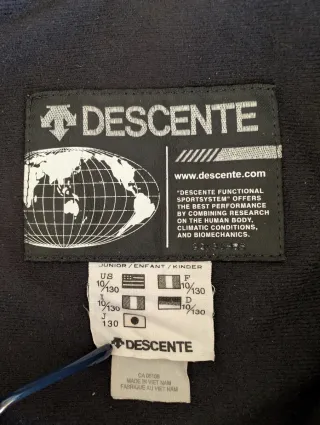 DESCENTE
www.descente.com
"DESCENTE FUNCTIONAL
SPORTSYSTEM" OFFERS
THE BEST PERFORMANCE
BY COMBINING RESEARCH
ON THE HUMAN BODY,
CLIMATIC CONDITIONS,
AND BIOMECHANICS.
JUNIOR / ENFANT / KINDER
US F
10/130 10/130
I D
10/130 10/130
J
130
DESCENTE
MADE IN VIET NAM
FABRIQUÉ AU VIET NAM